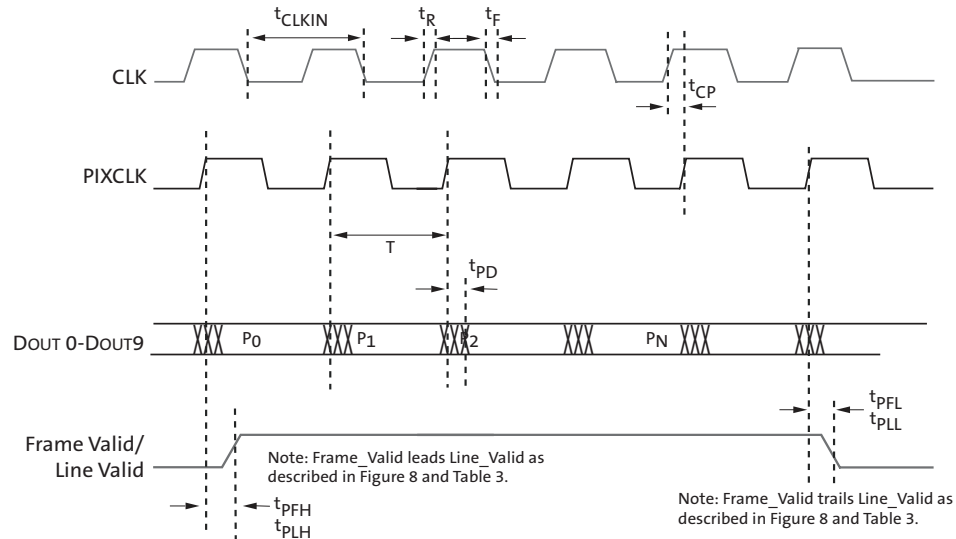 tCLKIN
tR
tF
CLK
tCP
PIXCLK
T
tPD
DOUT 0-DOUT9
P0
P1
P2
PN
tPFL
tPLL
Frame Valid/
Line Valid
Note: Frame_Valid leads Line_Valid as
described in Figure 8 and Table 3.
tPFH
tPLH
Note: Frame_Valid trails Line_Valid as
described in Figure 8 and Table 3.